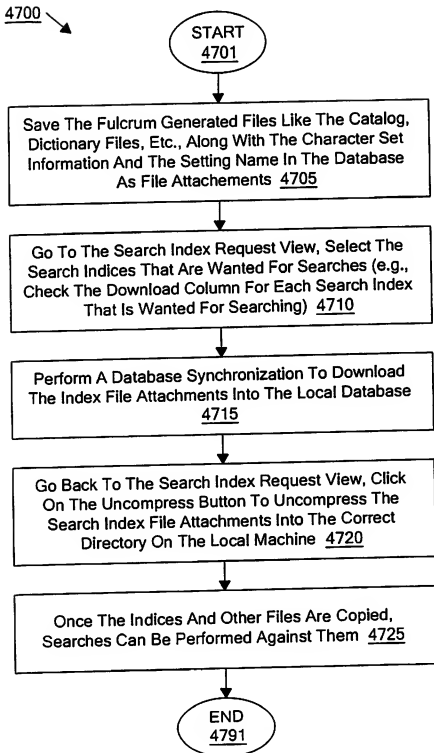 4700
START
4701
Save The Fulcrum Generated Files Like The Catalog,
Dictionary Files, Etc., Along With The Character Set
Information And The Setting Name In The Database
As File Attachements 4705
Go To The Search Index Request View, Select The
Search Indices That Are Wanted For Searches (e.g.,
Check The Download Column For Each Search Index
That Is Wanted For Searching) 4710
Perform A Database Synchronization To Download
The Index File Attachments Into The Local Database
4715
Go Back To The Search Index Request View, Click
On The Uncompress Button To Uncompress The
Search Index File Attachments Into The Correct
Directory On The Local Machine 4720
Once The Indices And Other Files Are Copied,
Searches Can Be Performed Against Them 4725
END
4791